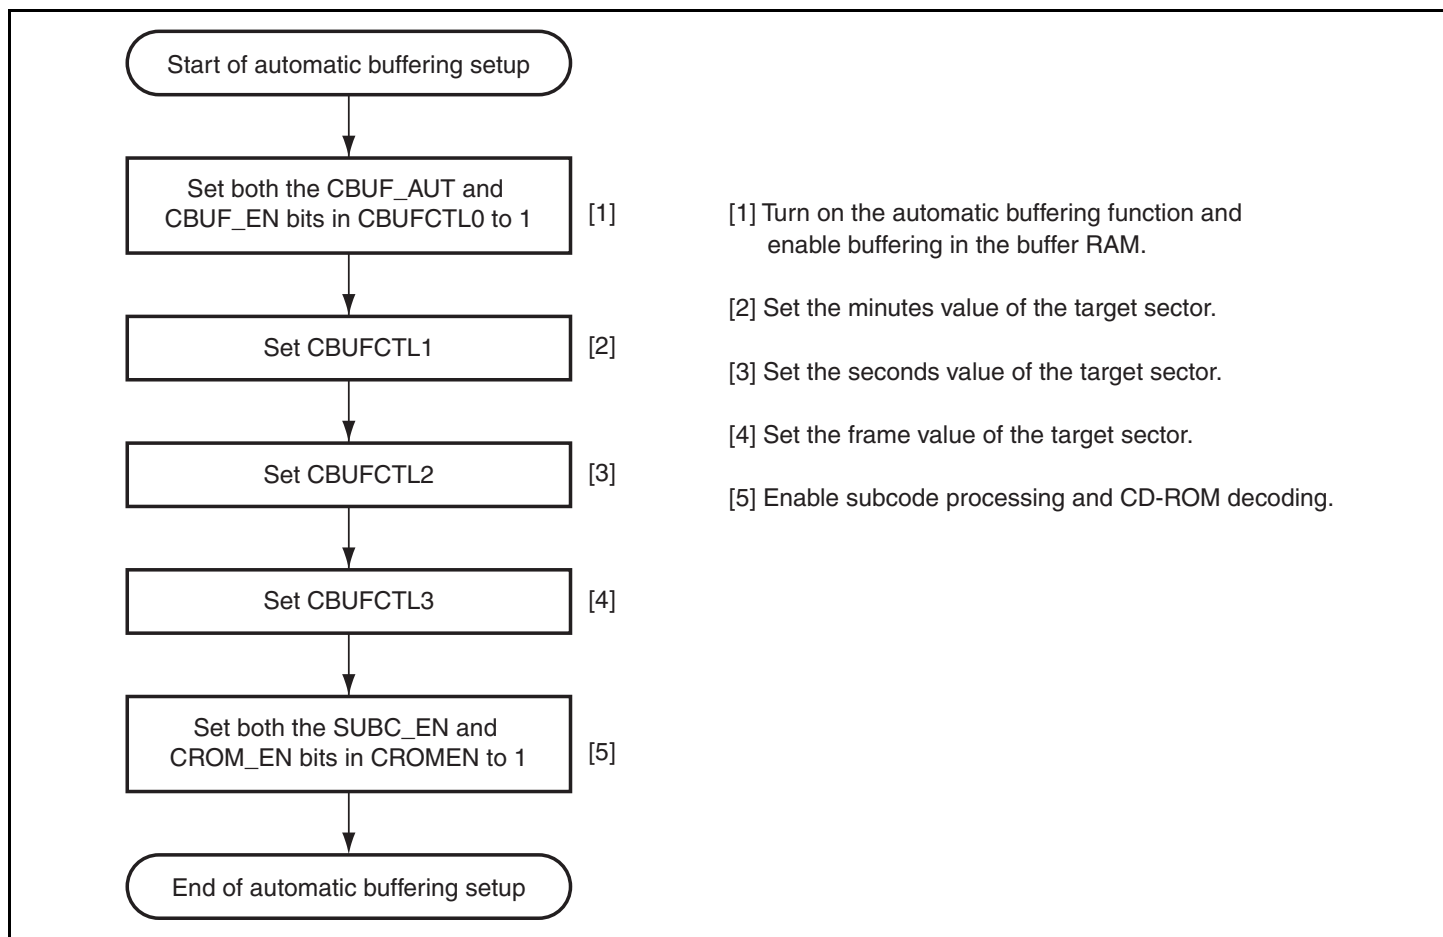 Start of automatic buffering setup
Set both the CBUF_AUT and
CBUF_EN bits in CBUFCTL0 to 1
[1]
Set CBUFCTL1
[2]
Set CBUFCTL2
[3]
Set CBUFCTL3
[4]
Set both the SUBC_EN and
CROM_EN bits in CROMEN to 1
[5]
End of automatic buffering setup
[1] Turn on the automatic buffering function and
enable buffering in the buffer RAM.
[2] Set the minutes value of the target sector.
[3] Set the seconds value of the target sector.
[4] Set the frame value of the target sector.
[5] Enable subcode processing and CD-ROM decoding.